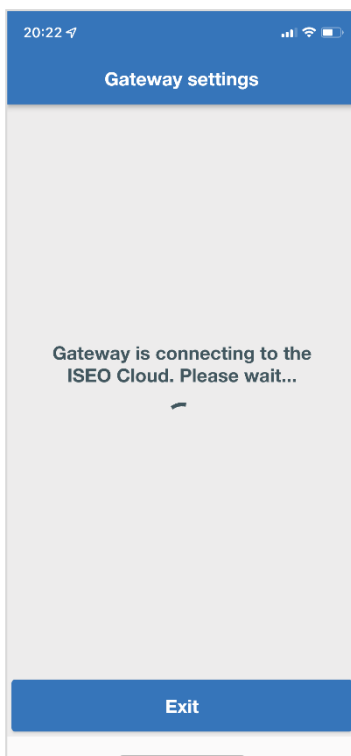 20:22
Gateway settings
Gateway is connecting to the
ISEO Cloud. Please wait...
Exit